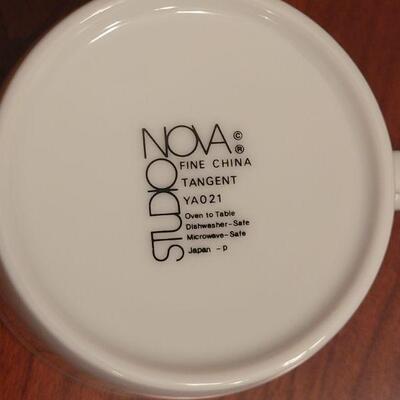 STUDIO
NOVA © ®
FINE CHINA
TANGENT
YA021
Oven to Table
Dishwasher-Safe
Microwave-Safe
Japan -p